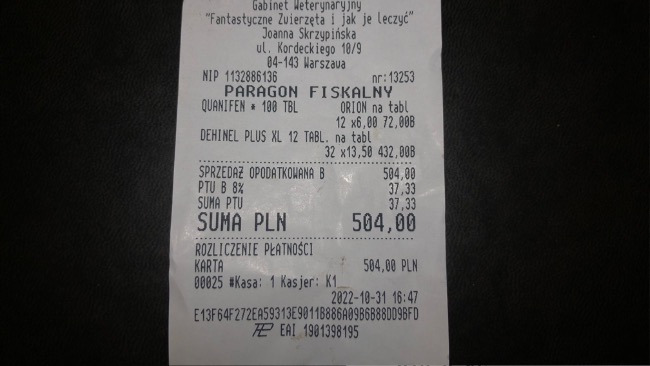 Gabinet Weterynaryjny
"Fantastyczne Zwierzęta i jak je leczyć"
Joanna Skrzypińska
ul. Kordeckiego 10/9
04-143 Warszawa
NIP 1132886136 nr:13253
PARAGON FISKALNY
QUANIFEN * 100 TBL ORION na tabl
12 x6,00 72,00B
DEHINEL PLUS XL 12 TABL. na tabl
32 x13,50 432,00B
SPRZEDAŻ OPODATKOWANA B 504,00
PTU B 8% 37,33
SUMA PTU 37,33
SUMA PLN 504,00
ROZLICZENIE PŁATNOŚCI
KARTA 504,00 PLN
00025 #Kasa: 1 Kasjer: K1
2022-10-31 16:47
E13F64F272EA59313E9011B886A09B6B88DD9BFD
EAI 1901398195